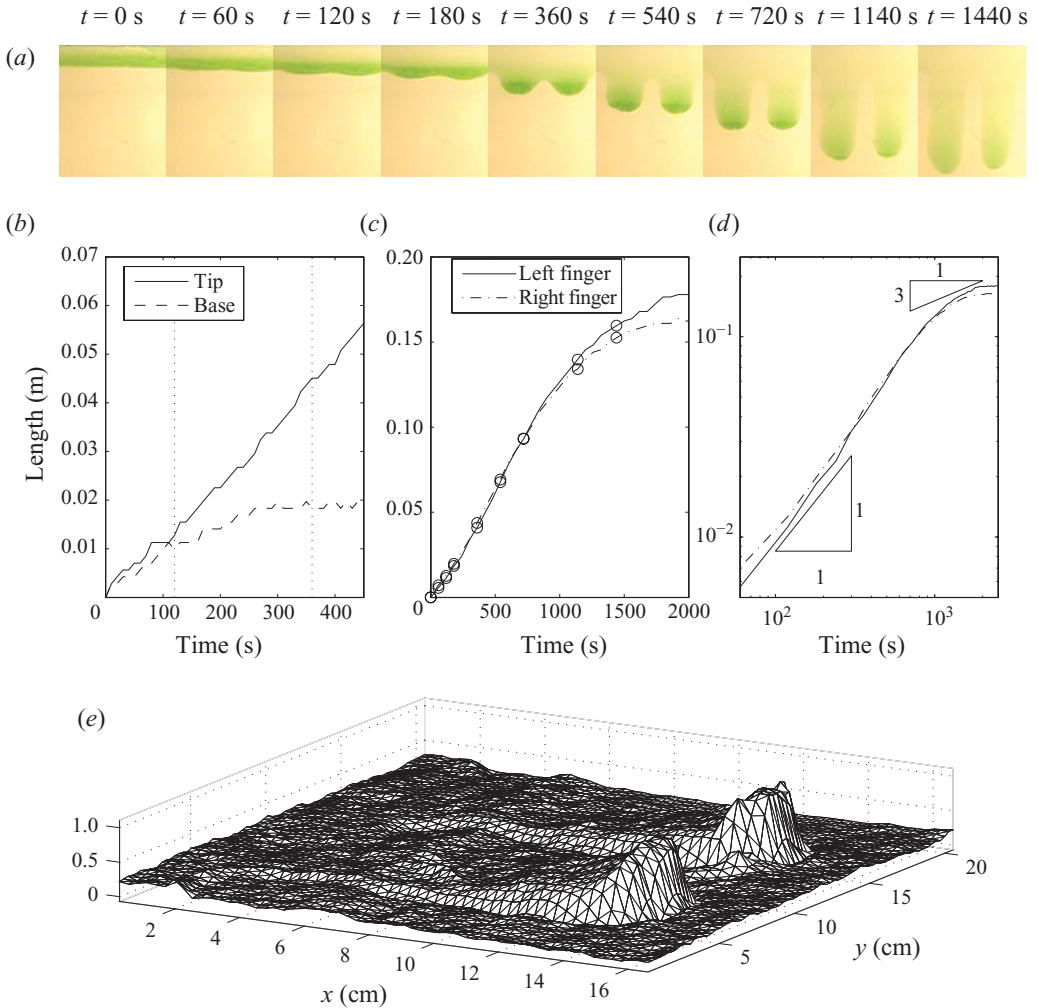 t = 0 s t = 60 s t = 120 s t = 180 s t = 360 s t = 540 s t = 720 s t = 1140 s t = 1440 s
(a)
(b) (c) (d)
0.07
0.06
0.05
0.04
0.03
0.02
0.01
0 100 200 300 400
Tip
Base
Length (m)
Time (s)
0.20
0.15
0.10
0.05
0
0 500 1000 1500 2000
Left finger
Right finger
Time (s)
10⁻¹
10⁻²
10² 10³
1
3
1
1
Time (s)
(e)
1.0
0.5
0
2 4 6 8 10 12 14 16
x (cm)
5 10 15 20
y (cm)